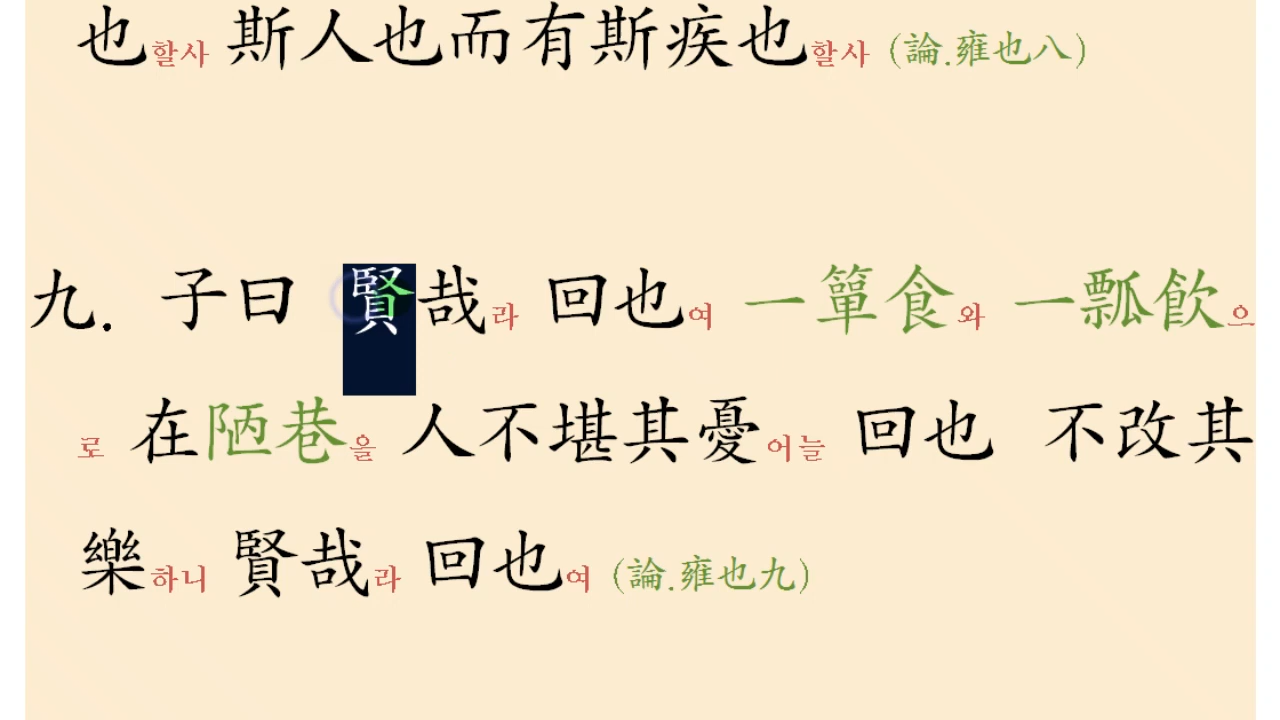 也할사 斯人也而有斯疾也할사 (論.雍也八)
九. 子曰 賢哉라 回也여 一簞食와 一瓢飮으
로 在陋巷을 人不堪其憂어늘 回也 不改其
樂하니 賢哉라 回也여 (論.雍也九)